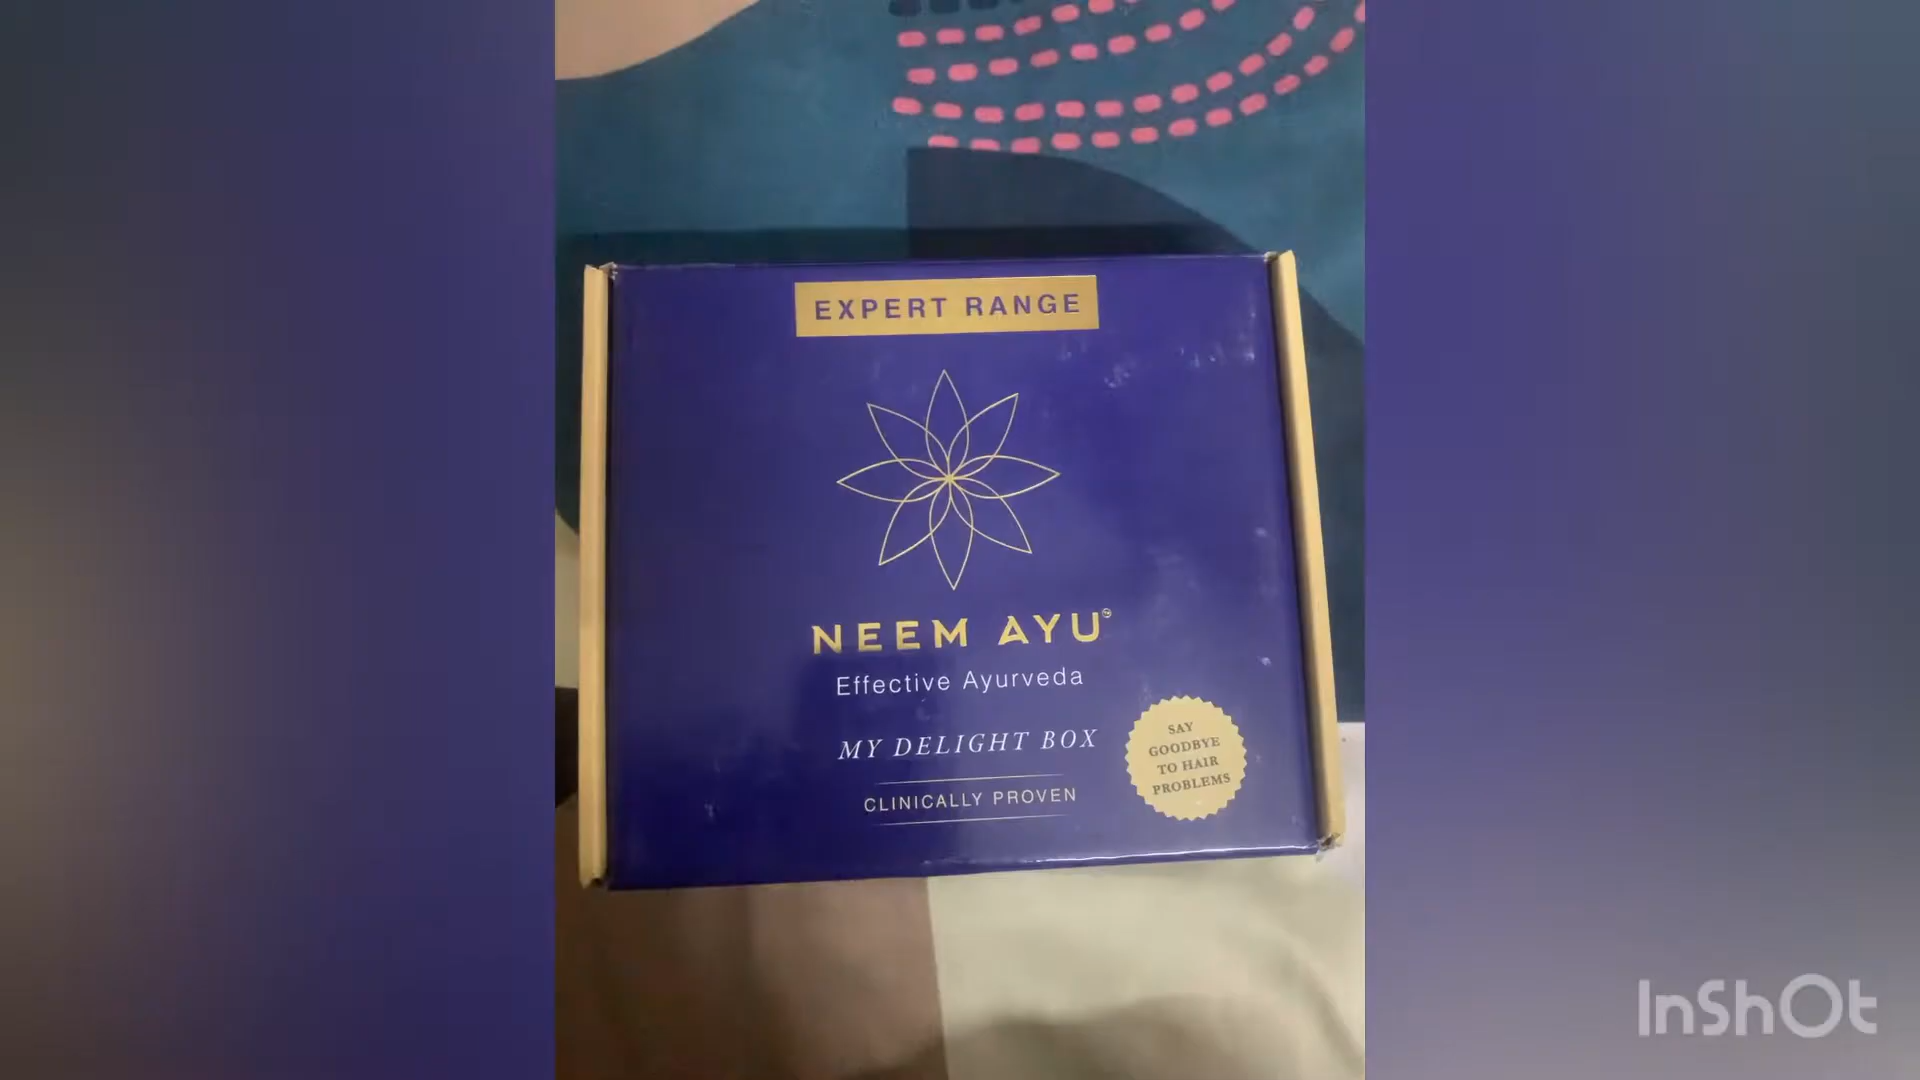 EXPERT RANGE
NEEM AYU
Effective Ayurveda
MY DELIGHT BOX
CLINICALLY PROVEN
SAY
GOODBYE
TO HAIR
PROBLEMS
InShOt